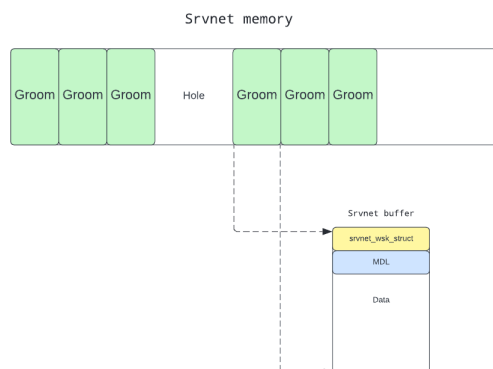 Srvnet memory
Groom Groom Groom Hole Groom Groom Groom
Srvnet buffer
srvnet_wsk_struct
MDL
Data